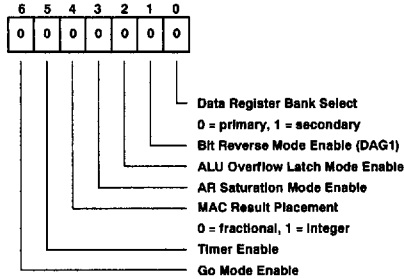 6 5 4 3 2 1 0
0 0 0 0 0 0 0
Data Register Bank Select
0 = primary, 1 = secondary
Bit Reverse Mode Enable (DAG1)
ALU Overflow Latch Mode Enable
AR Saturation Mode Enable
MAC Result Placement
0 = fractional, 1 = Integer
Timer Enable
Go Mode Enable